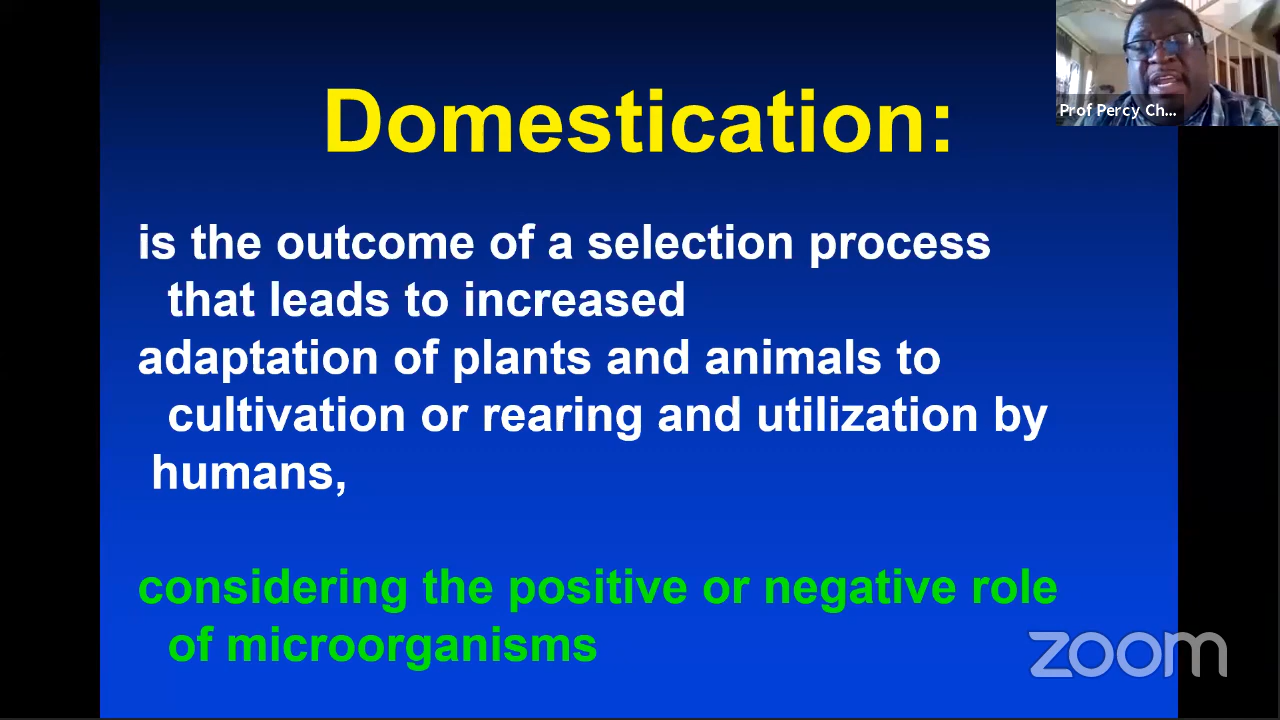 Domestication:
is the outcome of a selection process
that leads to increased
adaptation of plants and animals to
cultivation or rearing and utilization by
humans,
considering the positive or negative role
of microorganisms
Prof Percy Ch...
zoom